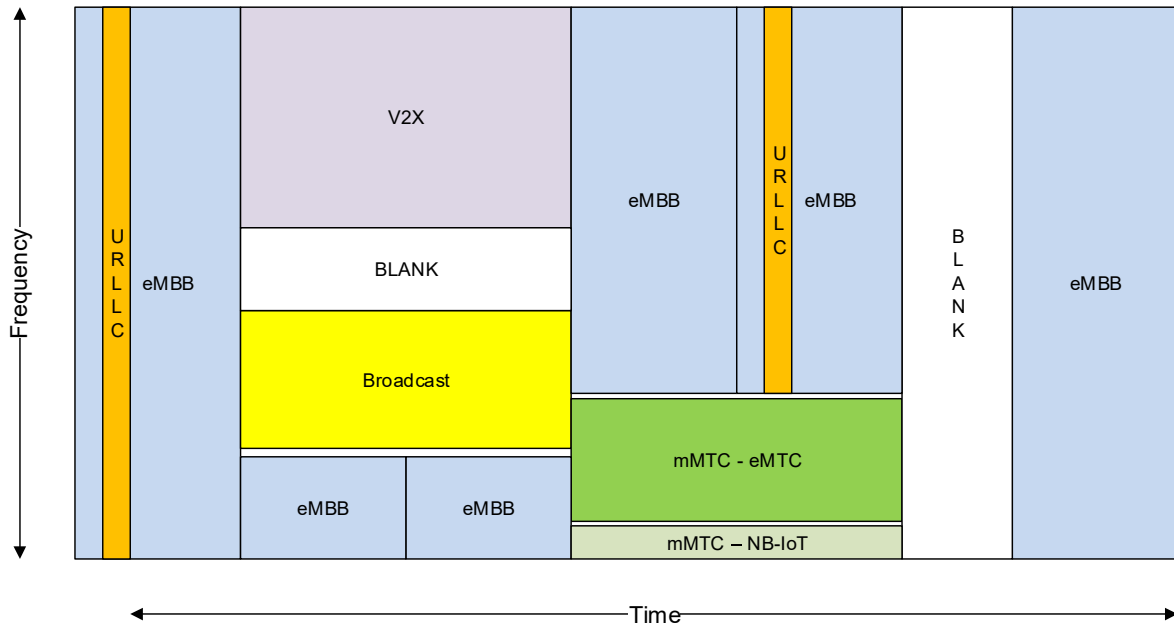 Frequency
URLLC
eMBB
V2X
BLANK
Broadcast
eMBB
eMBB
eMBB
URLLC
eMBB
mMTC - eMTC
mMTC – NB-IoT
BLANK
eMBB
Time